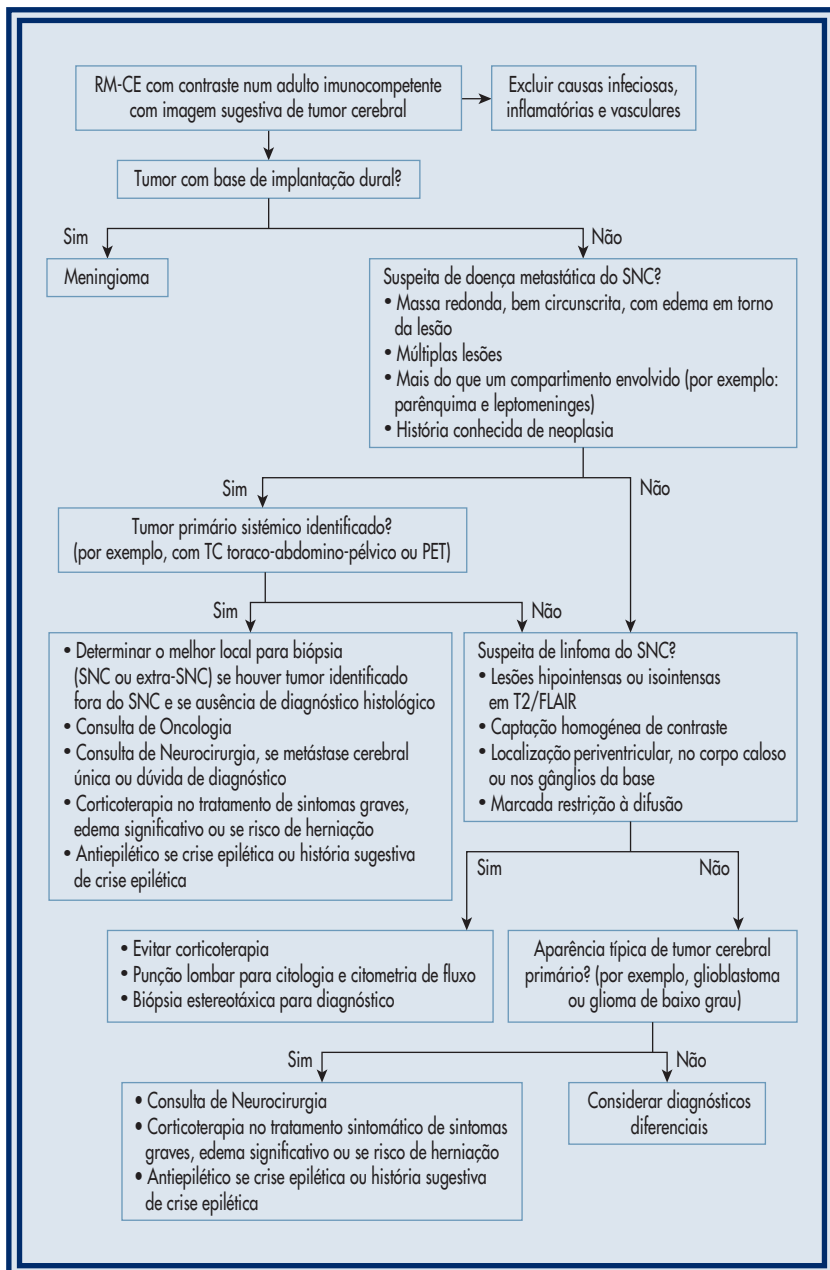 RM-CE com contraste num adulto imunocompetente
com imagem sugestiva de tumor cerebral
Excluir causas infeciosas,
inflamatórias e vasculares
Tumor com base de implantação dural?
Sim
Não
Meningioma
Suspeita de doença metastática do SNC?
• Massa redonda, bem circunscrita, com edema em torno
da lesão
• Múltiplas lesões
• Mais do que um compartimento envolvido (por exemplo:
parênquima e leptomeninges)
• História conhecida de neoplasia
Sim
Não
Tumor primário sistémico identificado?
(por exemplo, com TC toraco-abdomino-pélvico ou PET)
Sim
Não
• Determinar o melhor local para biópsia
(SNC ou extra-SNC) se houver tumor identificado
fora do SNC e se ausência de diagnóstico histológico
• Consulta de Oncologia
• Consulta de Neurocirurgia, se metástase cerebral
única ou dúvida de diagnóstico
• Corticoterapia no tratamento de sintomas graves,
edema significativo ou se risco de herniação
• Antiepilético se crise epilética ou história sugestiva
de crise epilética
Suspeita de linfoma do SNC?
• Lesões hipointensas ou isointensas
em T2/FLAIR
• Captação homogénea de contraste
• Localização periventricular, no corpo caloso
ou nos gânglios da base
• Marcada restrição à difusão
Sim
Não
• Evitar corticoterapia
• Punção lombar para citologia e citometria de fluxo
• Biópsia estereotáxica para diagnóstico
Aparência típica de tumor cerebral
primário? (por exemplo, glioblastoma
ou glioma de baixo grau)
Sim
Não
• Consulta de Neurocirurgia
• Corticoterapia no tratamento sintomático de sintomas
graves, edema significativo ou se risco de herniação
• Antiepilético se crise epilética ou história sugestiva
de crise epilética
Considerar diagnósticos
diferenciais